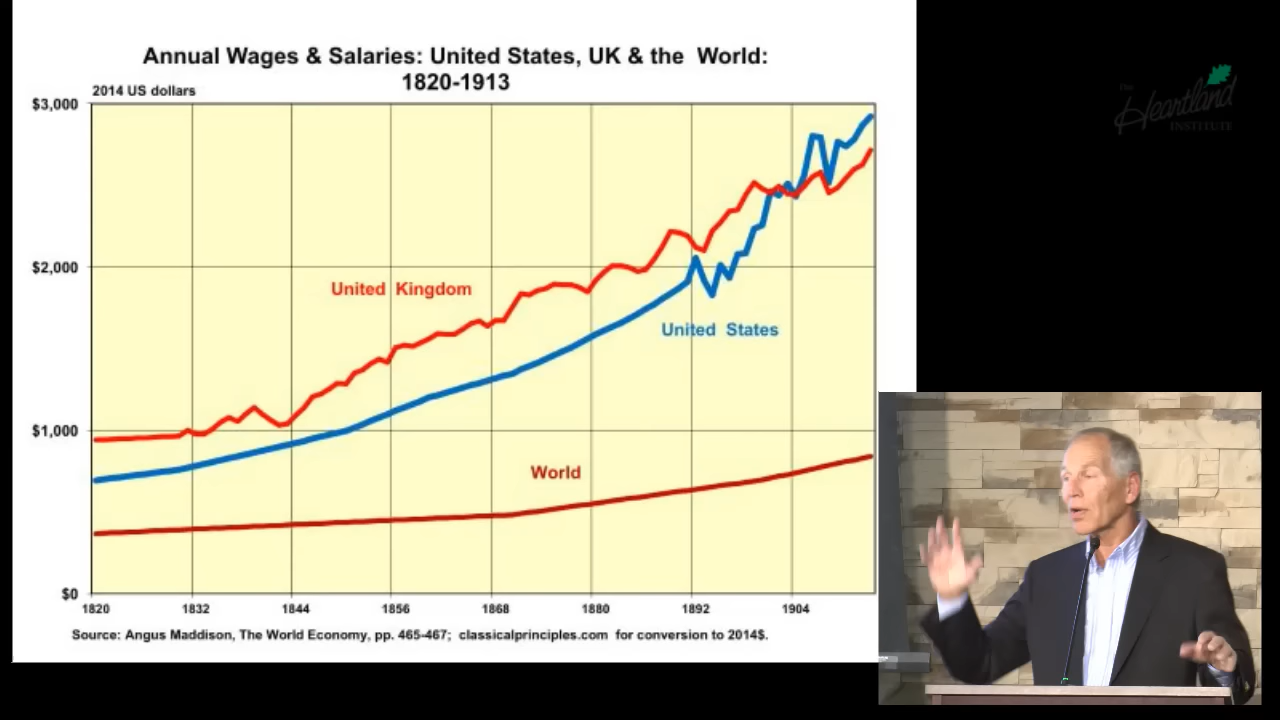 Annual Wages & Salaries: United States, UK & the World:
1820-1913
2014 US dollars
$3,000
$2,000
$1,000
$0
United Kingdom
United States
World
1820 1832 1844 1856 1868 1880 1892 1904
Source: Angus Maddison, The World Economy, pp. 465-467; classicalprinciples.com for conversion to 2014$.
The
Heartland
INSTITUTE